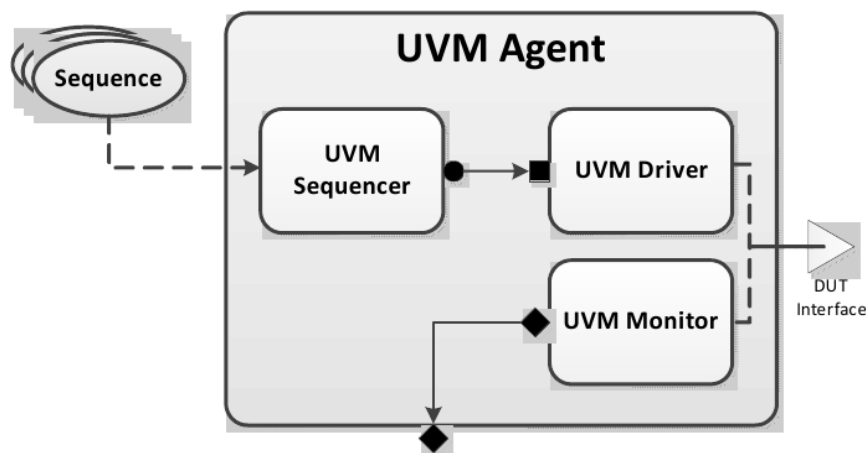 UVM Agent
Sequence
UVM
Sequencer
UVM Driver
UVM Monitor
DUT
Interface